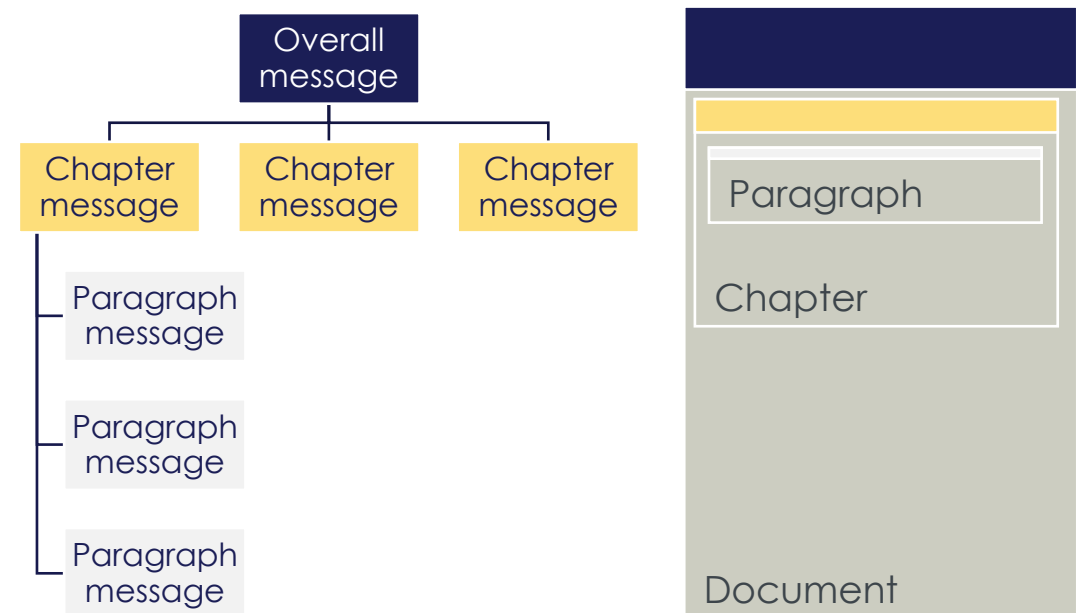 Overall
message
Chapter
message
Chapter
message
Chapter
message
Paragraph
message
Paragraph
message
Paragraph
message
Paragraph
Chapter
Document